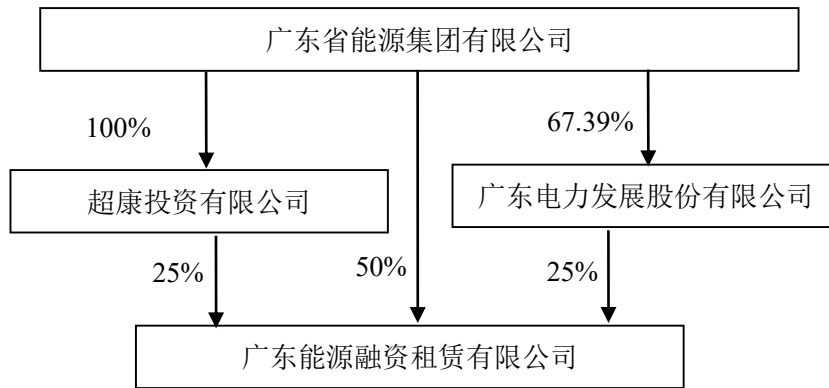 广东省能源集团有限公司
100%
67.39%
超康投资有限公司
广东电力发展股份有限公司
25%
50%
25%
广东能源融资租赁有限公司